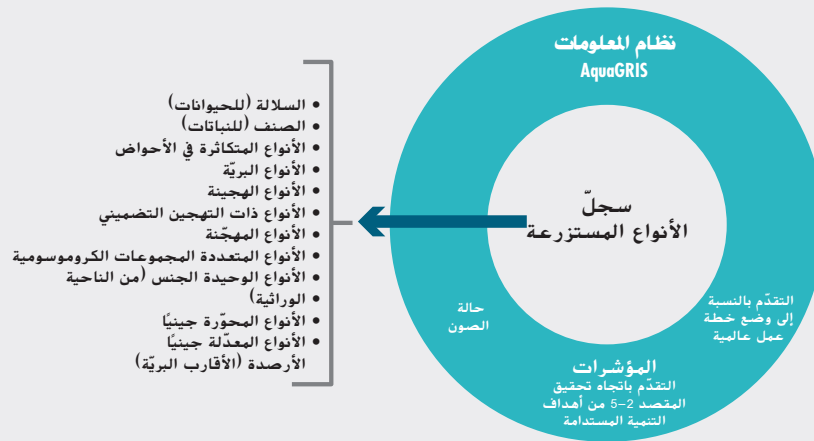 نظام المعلومات
AquaGRIS
سجلّ
الأنواع المستزرعة
التقدّم بالنسبة
إلى وضع خطة
عمل عالمية
حالة
الصون
المؤشرات
التقدّم باتجاه تحقيق
المقصد 2–5 من أهداف
التنمية المستدامة
• السلالة (للحيوانات)
• الصنف (للنباتات)
• الأنواع المتكاثرة في الأحواض
• الأنواع البريّة
• الأنواع الهجينة
• الأنواع ذات التهجين التضميني
• الأنواع المهجّنة
• الأنواع المتعددة المجموعات الكروموسومية
• الأنواع الوحيدة الجنس (من الناحية
• الوراثية)
• الأنواع المحوّرة جينيًا
• الأنواع المعدّلة جينيًا
الأرصدة (الأقارب البريّة)